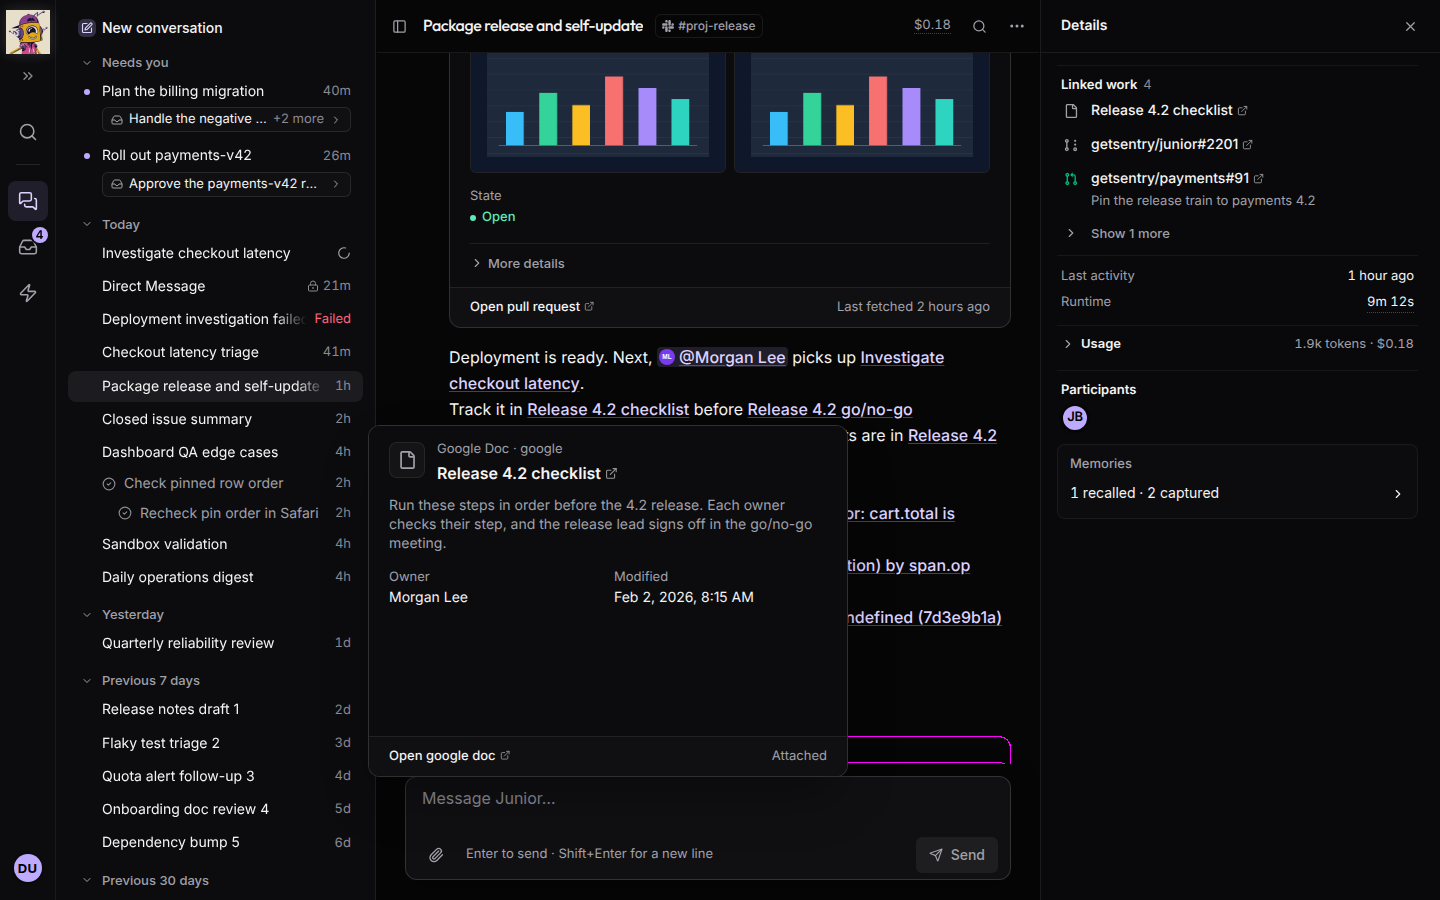 New conversation
Needs you
Plan the billing migration 40m
Handle the negative ... +2 more
Roll out payments-v42 26m
Approve the payments-v42 r...
Today
4
Investigate checkout latency
Direct Message 21m
Deployment investigation failed Failed
Checkout latency triage 41m
Package release and self-update 1h
Closed issue summary 2h
Dashboard QA edge cases 4h
Check pinned row order 2h
Recheck pin order in Safari 2h
Sandbox validation 4h
Daily operations digest 4h
Yesterday
Quarterly reliability review 1d
Previous 7 days
Release notes draft 1 2d
Flaky test triage 2 3d
Quota alert follow-up 3 4d
Onboarding doc review 4 5d
Dependency bump 5 6d
Previous 30 days
DU
Package release and self-update #proj-release $0.18
State
Open
More details
Open pull request Last fetched 2 hours ago
Deployment is ready. Next, ML @Morgan Lee picks up Investigate
checkout latency.
Track it in Release 4.2 checklist before Release 4.2 go/no-go
s are in Release 4.2
or: cart.total is
tion) by span.op
ndefined (7d3e9b1a)
Google Doc · google
Release 4.2 checklist
Run these steps in order before the 4.2 release. Each owner
checks their step, and the release lead signs off in the go/no-go
meeting.
Owner Modified
Morgan Lee Feb 2, 2026, 8:15 AM
Open google doc Attached
Message Junior...
Enter to send · Shift+Enter for a new line
Send
Details
Linked work 4
Release 4.2 checklist
getsentry/junior#2201
getsentry/payments#91
Pin the release train to payments 4.2
Show 1 more
Last activity 1 hour ago
Runtime 9m 12s
Usage 1.9k tokens · $0.18
Participants
JB
Memories
1 recalled · 2 captured